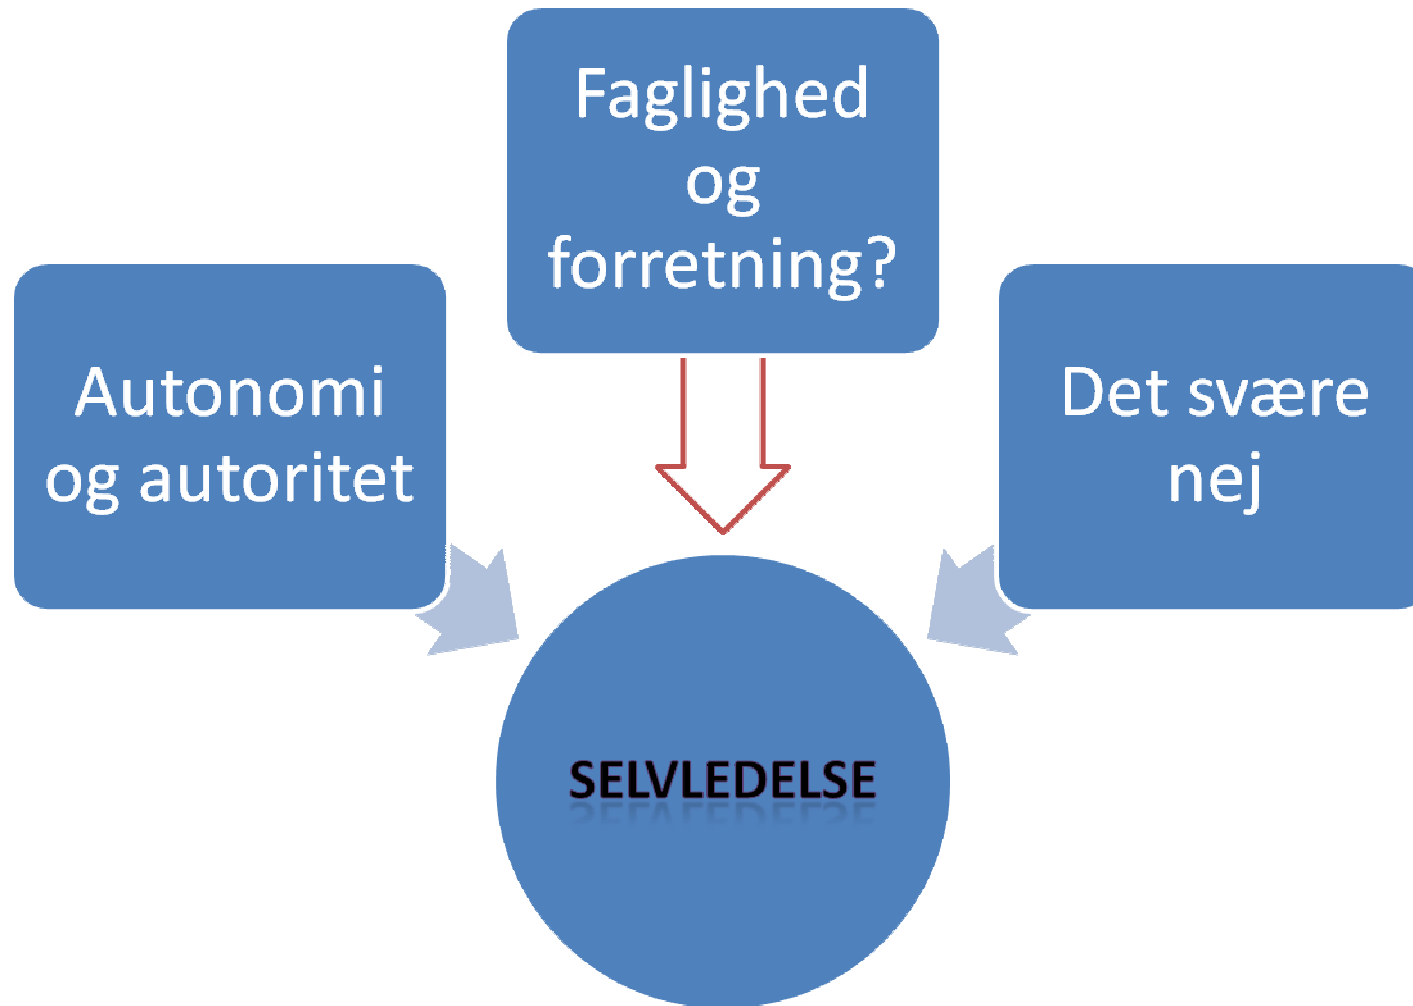 Faglighed
og
forretning?
Autonomi
og autoritet
Det svære
nej
SELVLEDELSE